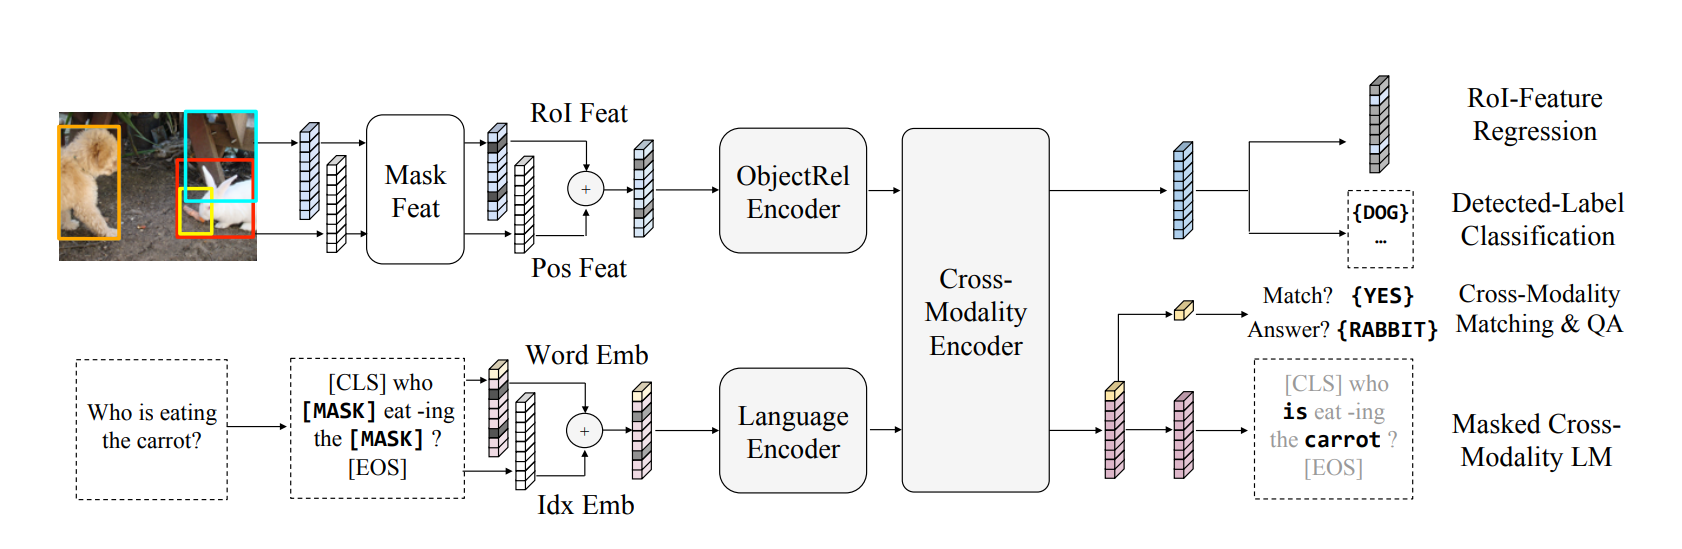 RoI Feat
Mask
Feat
+
Pos Feat
ObjectRel
Encoder
Cross-
Modality
Encoder
RoI-Feature
Regression
{DOG}
...
Detected-Label
Classification
Match? {YES}
Answer? {RABBIT}
Cross-Modality
Matching & QA
Who is eating
the carrot?
[CLS] who
[MASK] eat -ing
the [MASK] ?
[EOS]
Word Emb
+
Idx Emb
Language
Encoder
[CLS] who
is eat -ing
the carrot ?
[EOS]
Masked Cross-
Modality LM